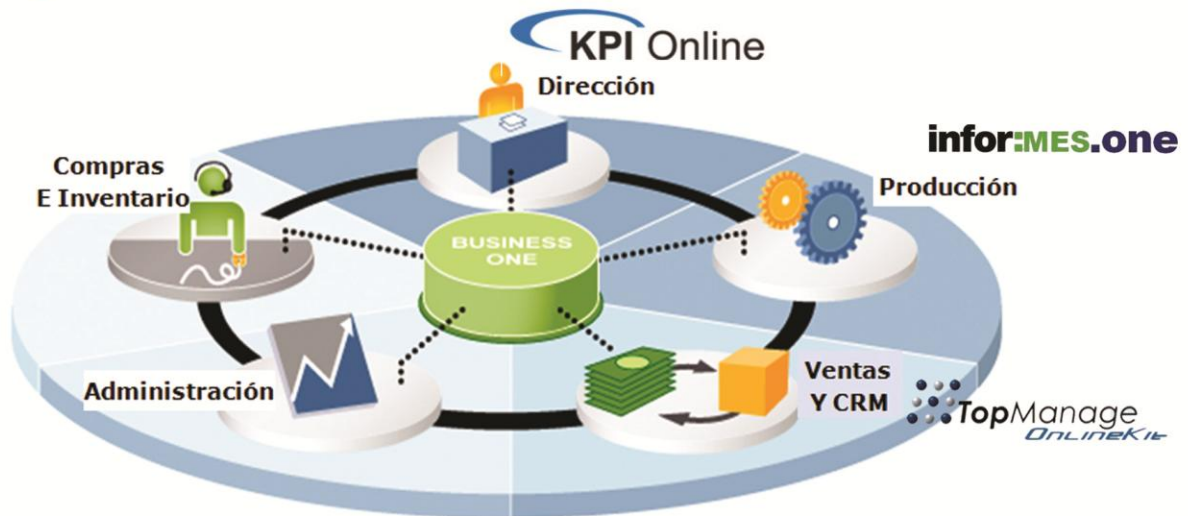 KPI Online
Dirección
infor:MES.one
Compras
E Inventario
Producción
BUSINESS
ONE
Administración
Ventas
Y CRM
TopManage
OnlineKit